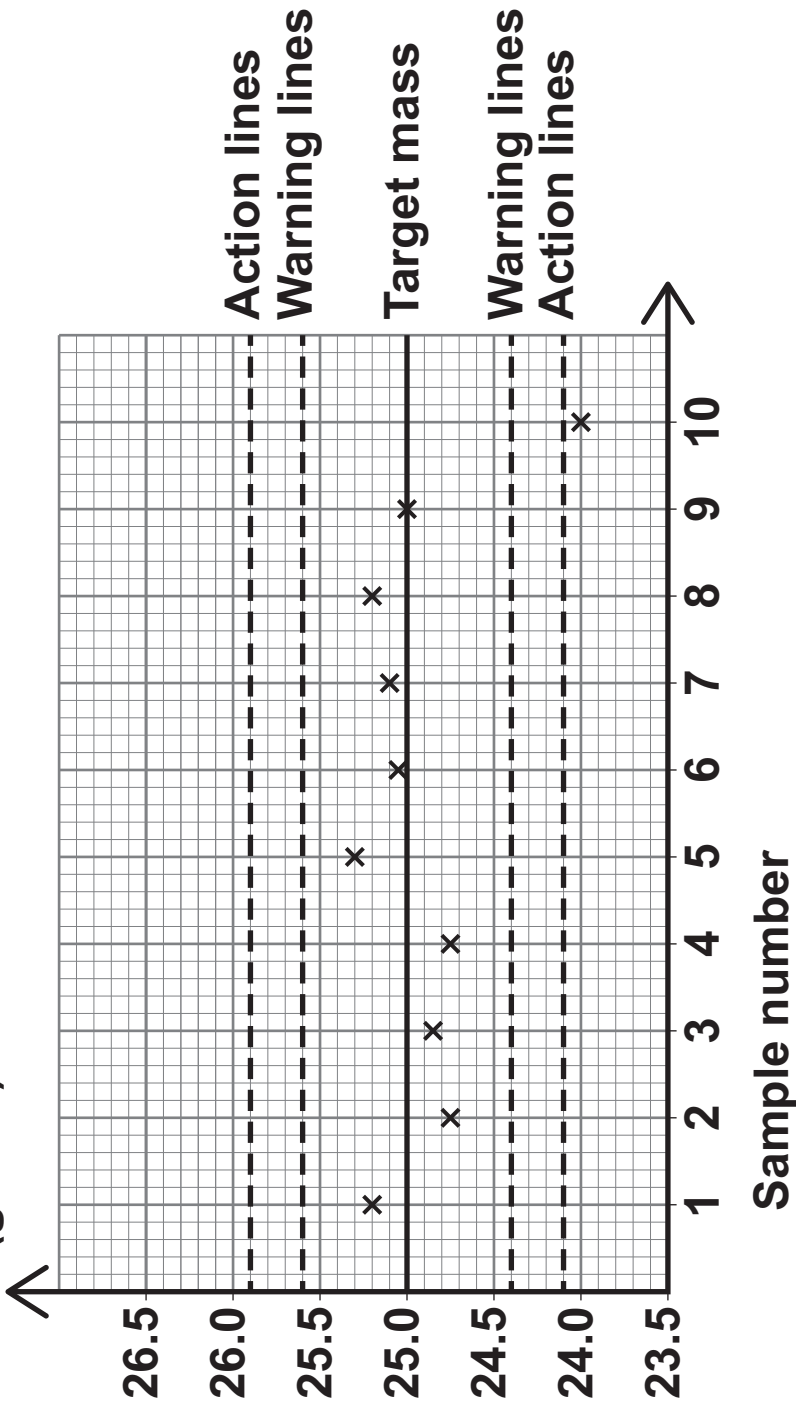 26.5
26.0
25.5
25.0
24.5
24.0
23.5
Action lines
Warning lines
Target mass
Warning lines
Action lines
1 2 3 4 5 6 7 8 9 10
Sample number